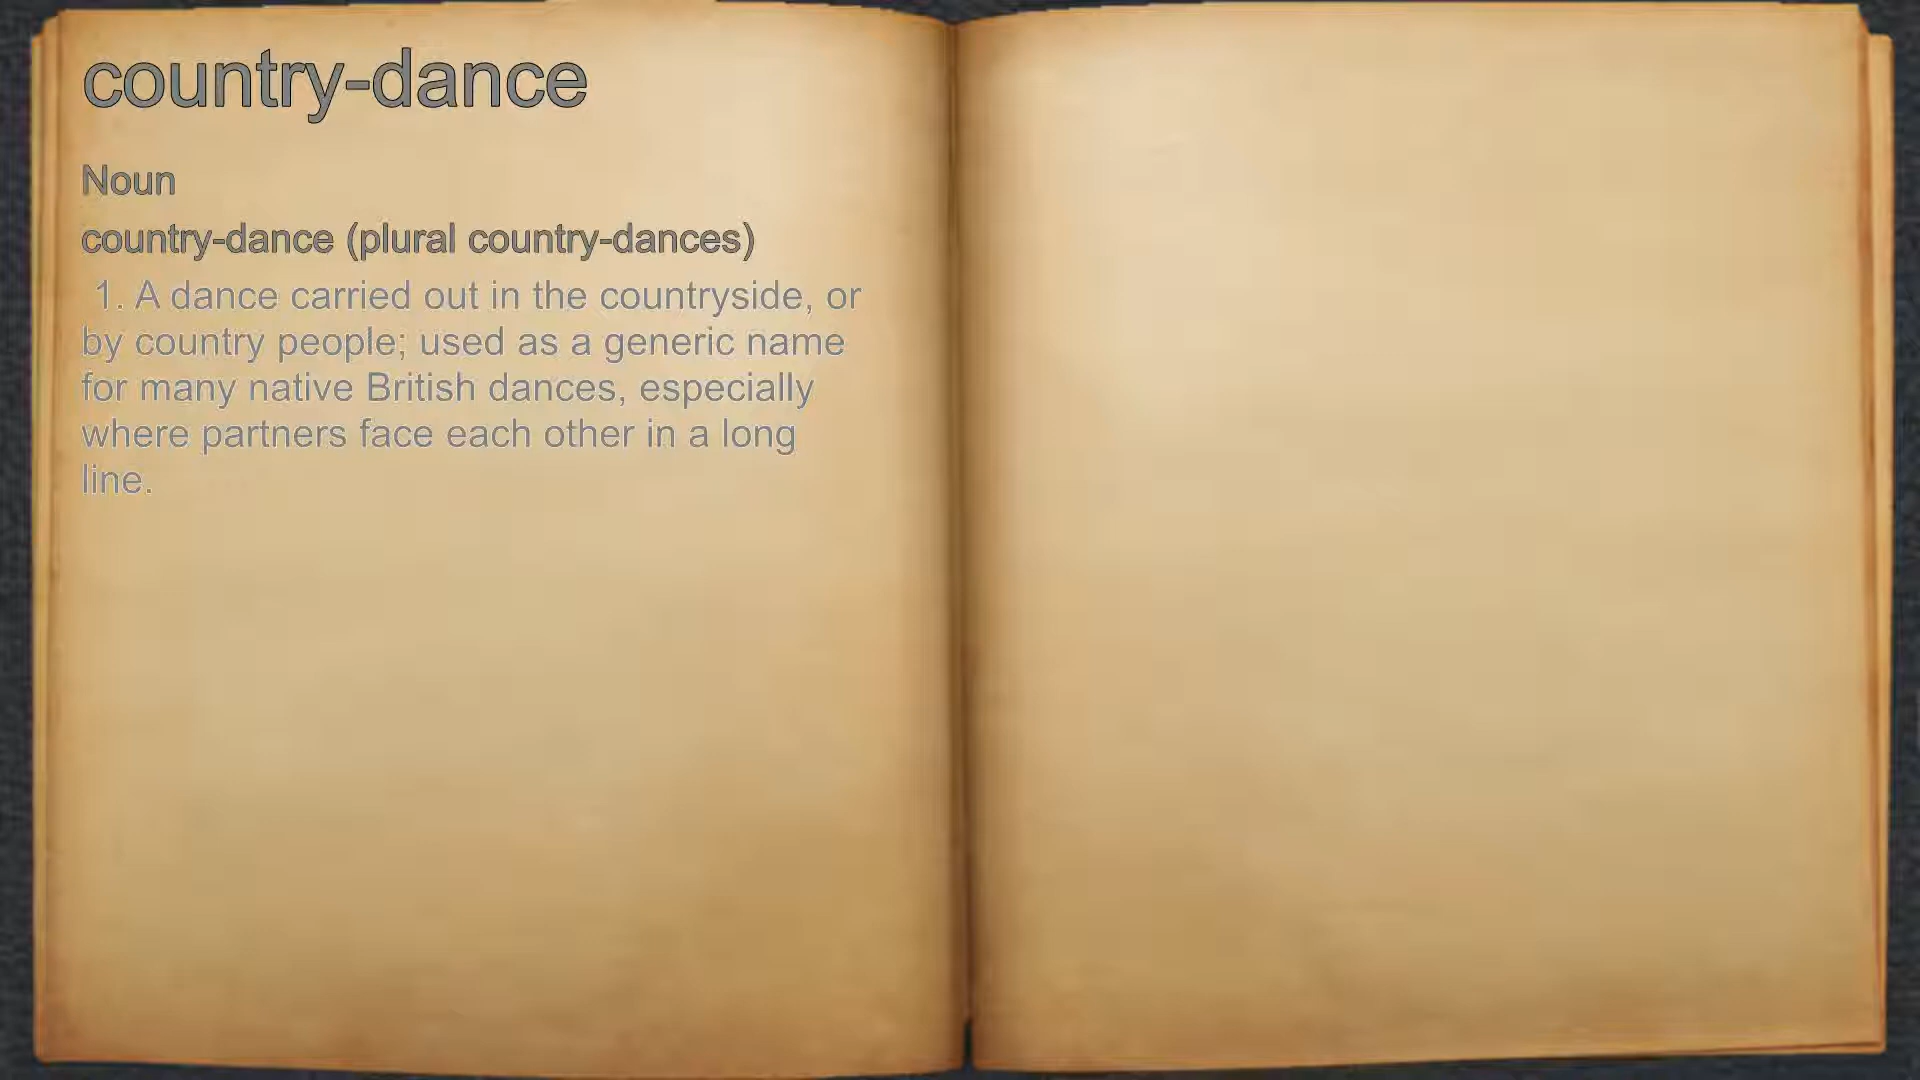 country-dance
Noun
country-dance (plural country-dances)
1. A dance carried out in the countryside, or
by country people; used as a generic name
for many native British dances, especially
where partners face each other in a long
line.